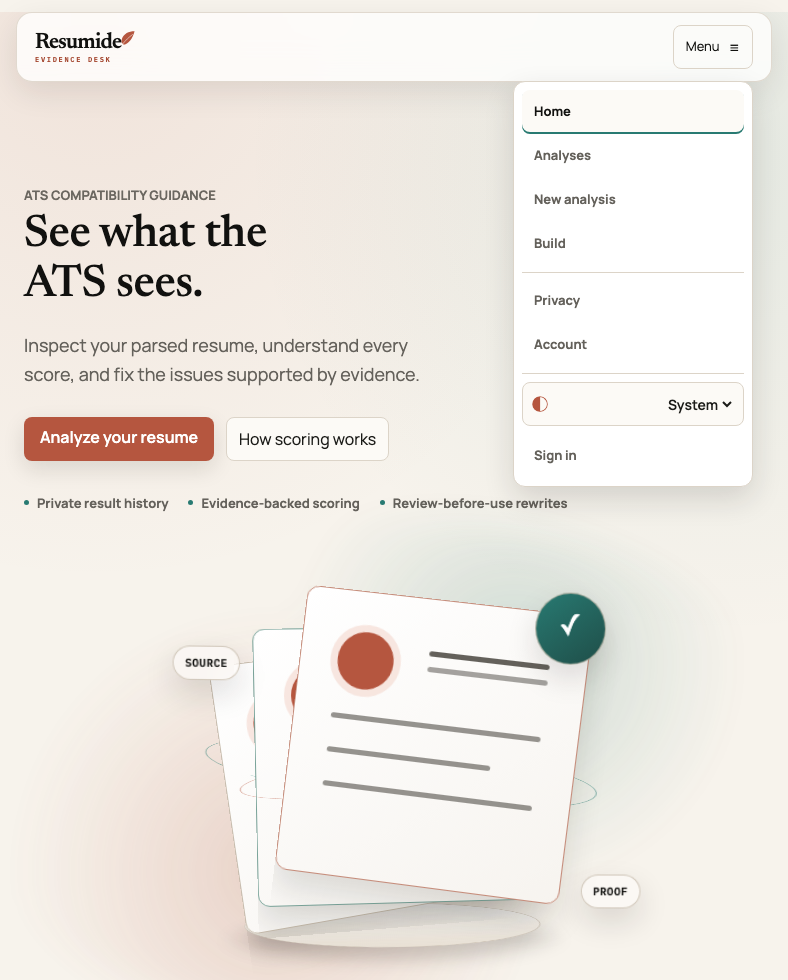 Resumide
EVIDENCE DESK
Menu
Home
Analyses
New analysis
Build
Privacy
Account
System
Sign in
ATS COMPATIBILITY GUIDANCE
See what the
ATS sees.
Inspect your parsed resume, understand every
score, and fix the issues supported by evidence.
Analyze your resume
How scoring works
Private result history
Evidence-backed scoring
Review-before-use rewrites
SOURCE
PROOF